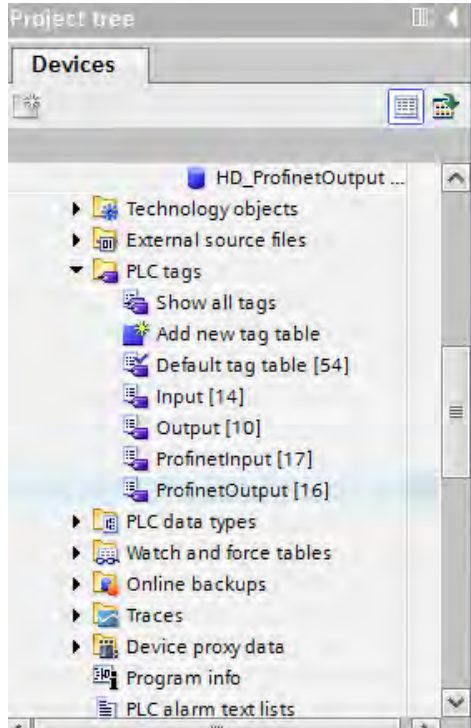 Project tree
Devices
HD_ProfinetOutput ...
Technology objects
External source files
PLC tags
Show all tags
Add new tag table
Default tag table [54]
Input [14]
Output [10]
ProfinetInput [17]
ProfinetOutput [16]
PLC data types
Watch and force tables
Online backups
Traces
Device proxy data
Program info
PLC alarm text lists